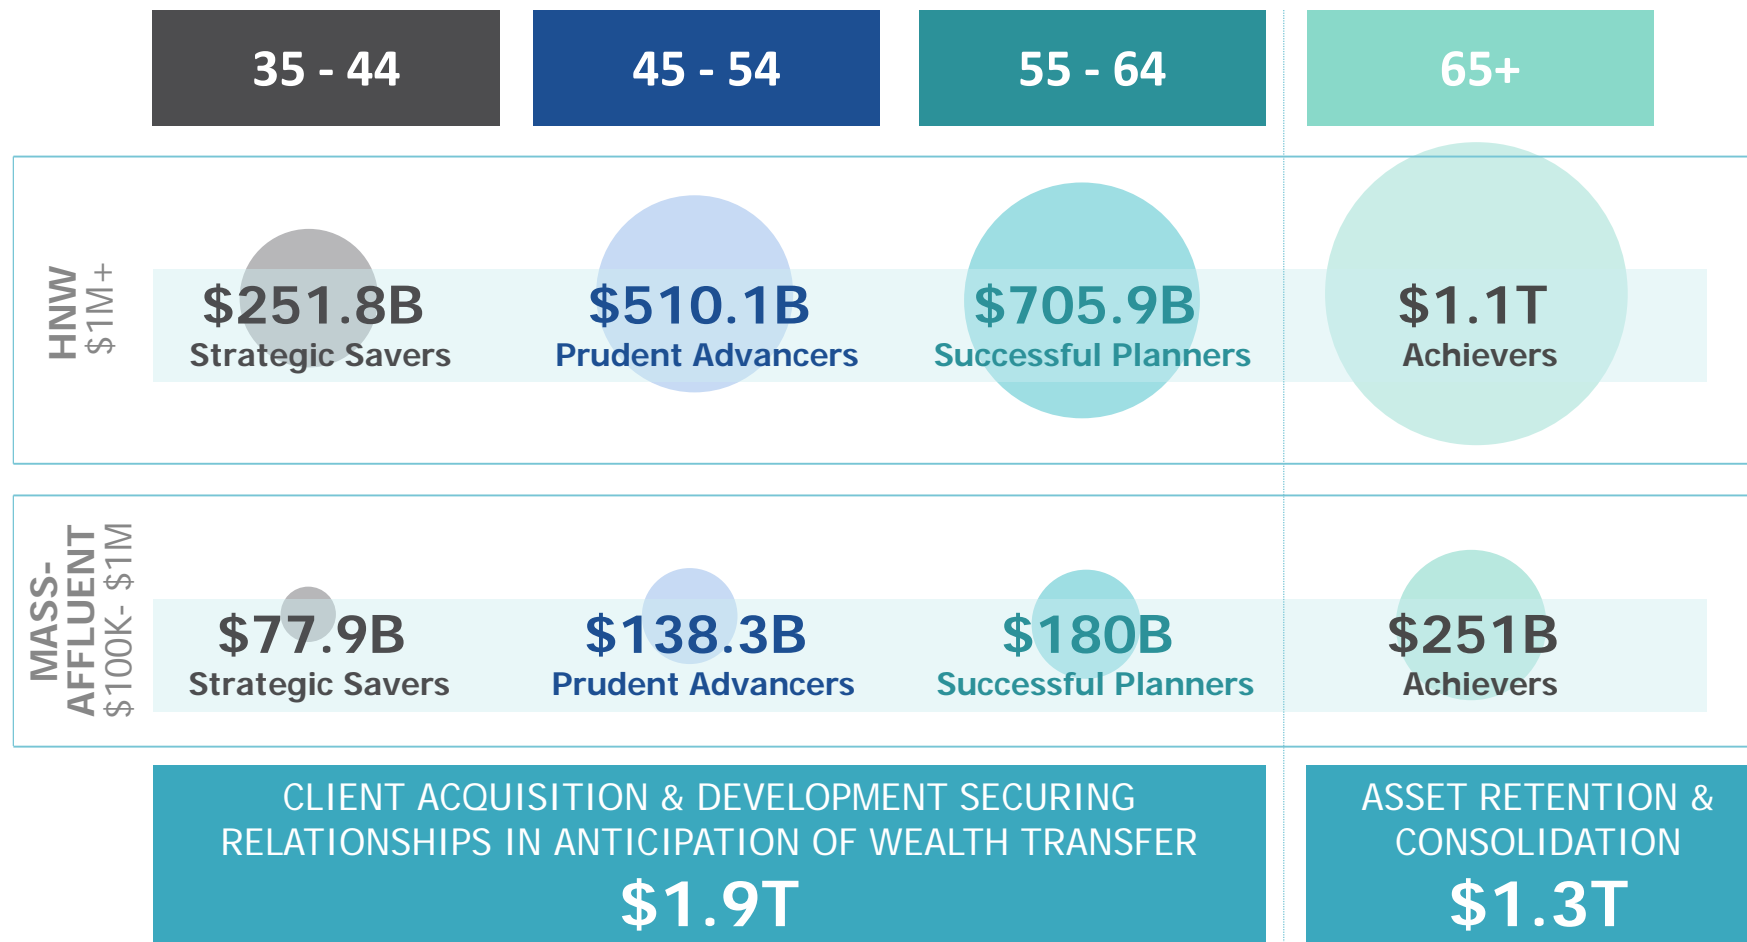 35 - 44
45 - 54
55 - 64
65+
HNW
$1M+
$251.8B
Strategic Savers
$510.1B
Prudent Advancers
$705.9B
Successful Planners
$1.1T
Achievers
MASS-
AFFLUENT
$100K- $1M
$77.9B
Strategic Savers
$138.3B
Prudent Advancers
$180B
Successful Planners
$251B
Achievers
CLIENT ACQUISITION & DEVELOPMENT SECURING
RELATIONSHIPS IN ANTICIPATION OF WEALTH TRANSFER
$1.9T
ASSET RETENTION &
CONSOLIDATION
$1.3T